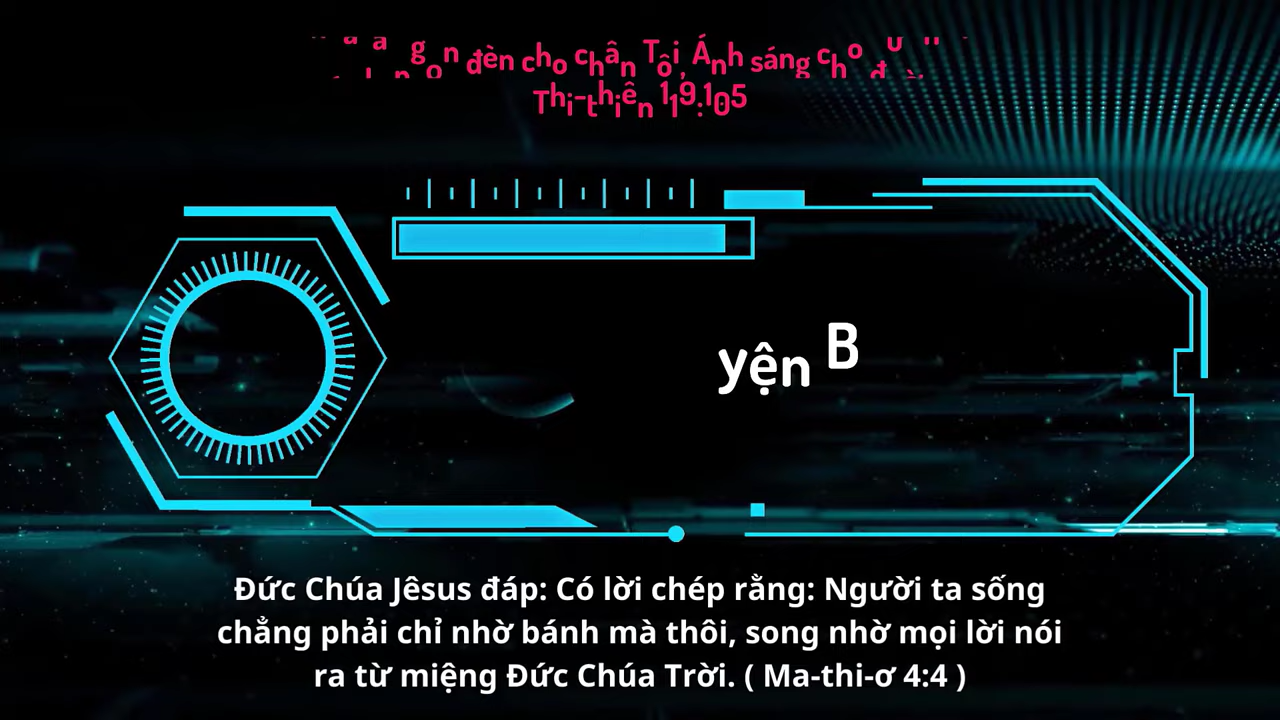 đèn cho chân Tôi, Ánh sáng cho
Thi-thiên 119:105
yện B
Đức Chúa Jêsus đáp: Có lời chép rằng: Người ta sống
chẳng phải chỉ nhờ bánh mà thôi, song nhờ mọi lời nói
ra từ miệng Đức Chúa Trời. ( Ma-thi-ơ 4:4 )